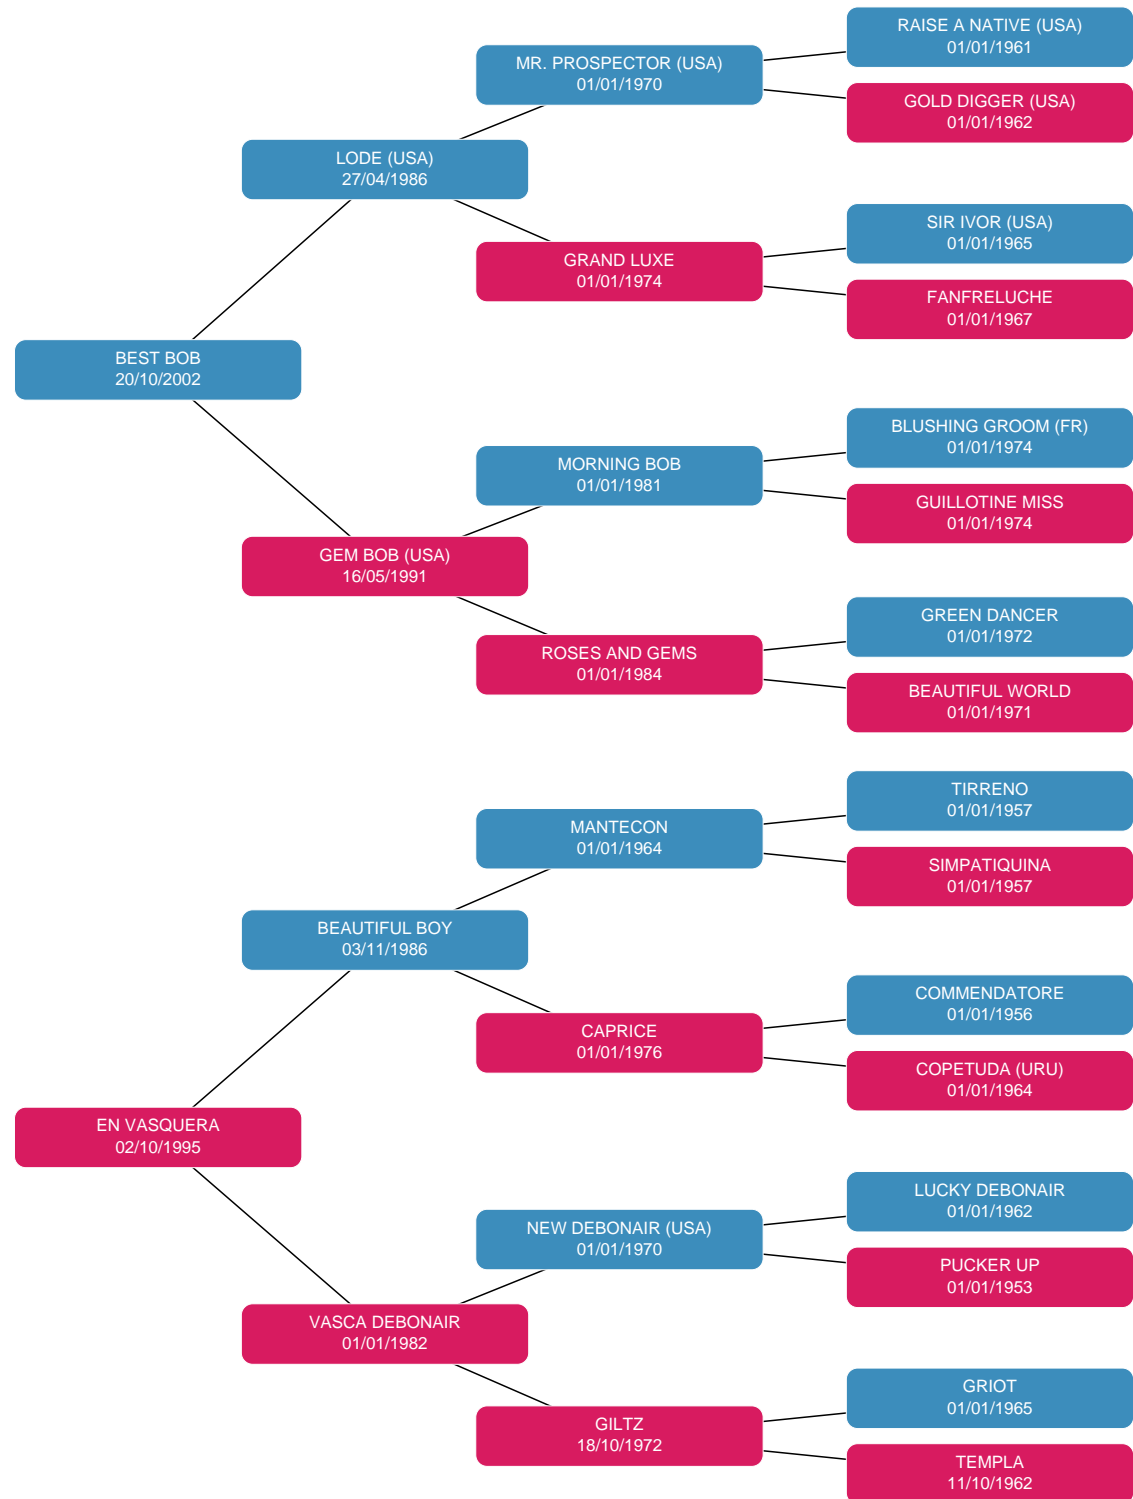 RAISE A NATIVE (USA)
01/01/1961
MR. PROSPECTOR (USA)
01/01/1970
GOLD DIGGER (USA)
01/01/1962
LODE (USA)
27/04/1986
SIR IVOR (USA)
01/01/1965
GRAND LUXE
01/01/1974
FANFRELUCHE
01/01/1967
BEST BOB
20/10/2002
BLUSHING GROOM (FR)
01/01/1974
MORNING BOB
01/01/1981
GUILLOTINE MISS
01/01/1974
GEM BOB (USA)
16/05/1991
GREEN DANCER
01/01/1972
ROSES AND GEMS
01/01/1984
BEAUTIFUL WORLD
01/01/1971
TIRRENO
01/01/1957
MANTECON
01/01/1964
SIMPATIQUINA
01/01/1957
BEAUTIFUL BOY
03/11/1986
COMMENDATORE
01/01/1956
CAPRICE
01/01/1976
COPETUDA (URU)
01/01/1964
EN VASQUERA
02/10/1995
LUCKY DEBONAIR
01/01/1962
NEW DEBONAIR (USA)
01/01/1970
PUCKER UP
01/01/1953
VASCA DEBONAIR
01/01/1982
GRIOT
01/01/1965
GILTZ
18/10/1972
TEMPLA
11/10/1962